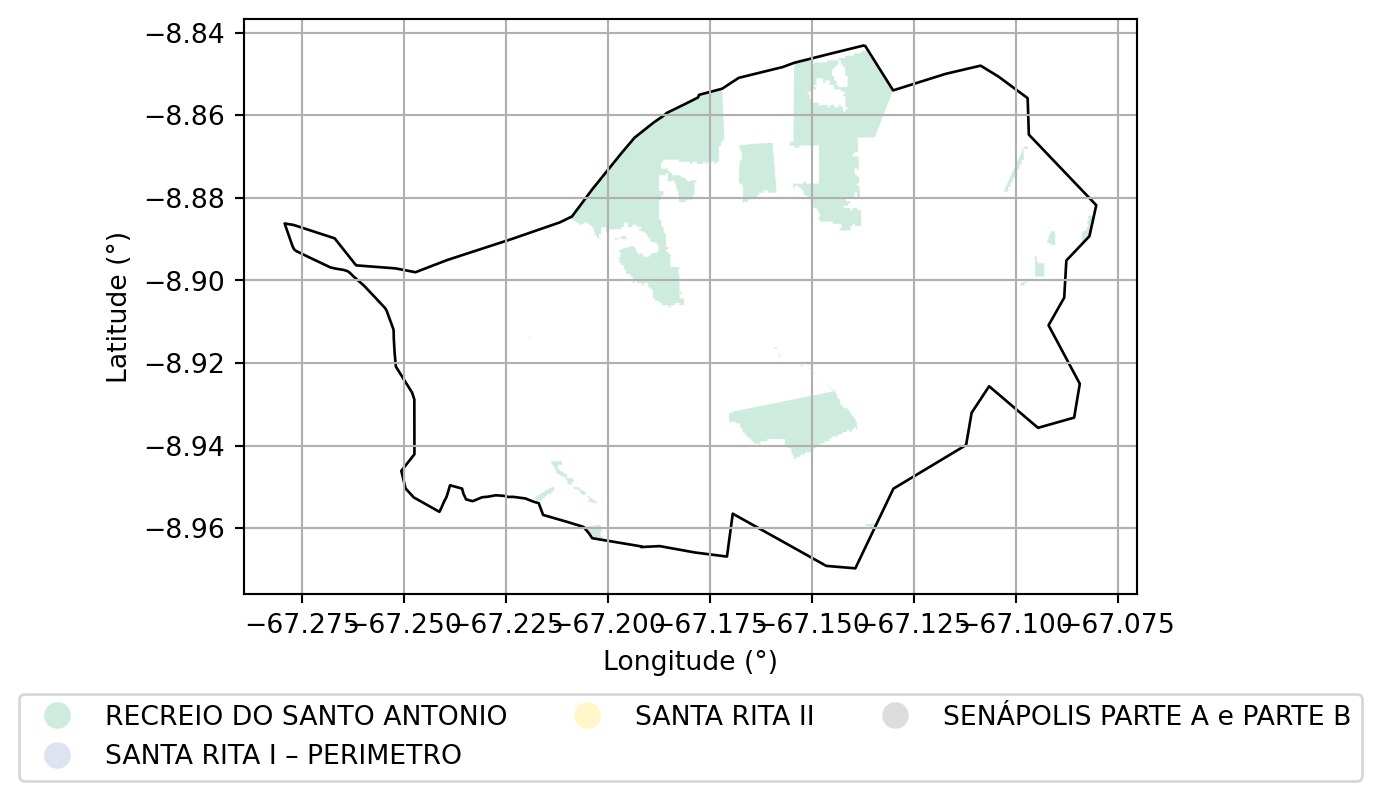 −8.84
−8.86
−8.88
−8.90
−8.92
−8.94
−8.96
Latitude (°)
−67.275 −67.250 −67.225 −67.200 −67.175 −67.150 −67.125 −67.100 −67.075
Longitude (°)
RECREIO DO SANTO ANTONIO SANTA RITA II SENÁPOLIS PARTE A e PARTE B
SANTA RITA I – PERIMETRO